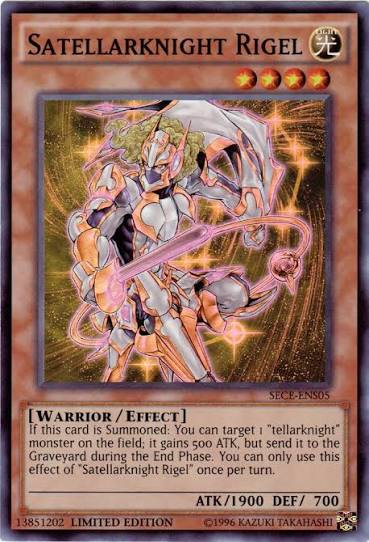 SATELLARKNIGHT RIGEL
LIGHT
光
SECE-ENS05
[WARRIOR/EFFECT]
If this card is Summoned: You can target 1 "tellarknight"
monster on the field; it gains 500 ATK, but send it to the
Graveyard during the End Phase. You can only use this
effect of "Satellarknight Rigel" once per turn.
ATK/1900 DEF/ 700
13851202 LIMITED EDITION ©1996 KAZUKI TAKAHASHI